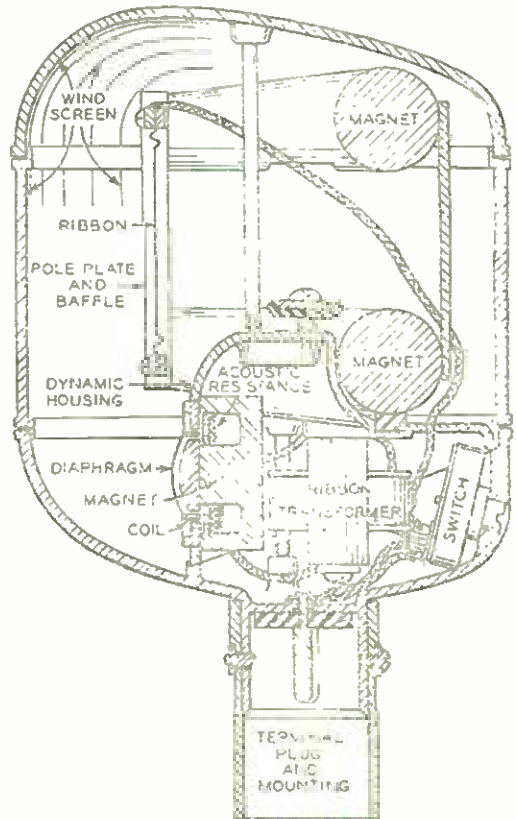 WIND
SCREEN
MAGNET
RIBBON
POLE PLATE
AND
BAFFLE
DYNAMIC
HOUSING
ACOUSTIC
RESISTANCE
MAGNET
DIAPHRAGM
MAGNET
COIL
RIBBON
TRANSFORMER
SWITCH
TERMINAL
PLUG
AND
MOUNTING